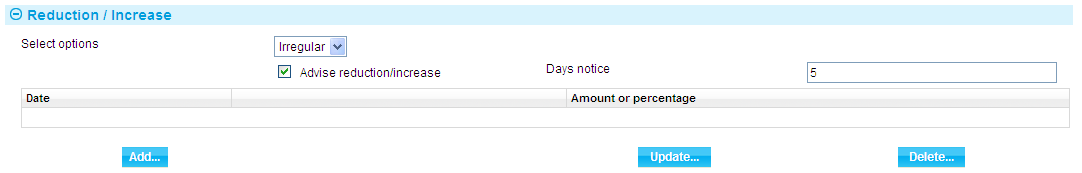 Reduction / Increase
Select options Irregular
Advise reduction/increase Days notice 5
Date Amount or percentage
Add... Update... Delete...